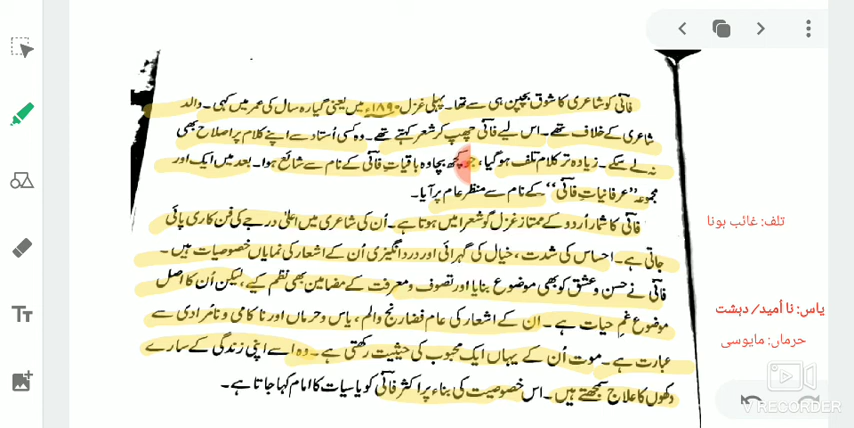 فانی کو شاعری کا شوق بچپن ہی سے تھا۔ پہلی غزل ۱۸۹۰ء میں یعنی گیارہ سال کی عمر میں کہی۔ والد
شاعری کے خلاف تھے۔ اس لیے فانی چھپ کر شعر کہتے تھے۔ وہ کسی اُستاد سے اپنے کلام پر اصلاح بھی
نہ لے سکے۔ زیادہ تر کلام تلف ہو گیا، جو کچھ بچا وہ باقیاتِ فانی کے نام سے شائع ہوا۔ بعد میں ایک اور
مجموعہ ”عرفانیاتِ فانی“ کے نام سے منظرِ عام پر آیا۔
فانی کا شمار اُردو کے ممتاز غزل گو شعرا میں ہوتا ہے۔ اُن کی شاعری میں اعلیٰ درجے کی فن کاری پائی
جاتی ہے۔ احساس کی شدت، خیال کی گہرائی اور درد انگیزی اُن کے اشعار کی نمایاں خصوصیات ہیں۔
فانی نے حسن و عشق کو بھی موضوع بنایا اور تصوف و معرفت کے مضامین بھی نظم کیے، لیکن اُن کا اصل
موضوع غمِ حیات ہے۔ ان کے اشعار کی عام فضا رنج والم، یاس و حرماں اور ناکامی و نامُرادی سے
عبارت ہے۔ موت اُن کے یہاں ایک محبوب کی حیثیت رکھتی ہے۔ وہ اسے اپنی زندگی کے سارے
دکھوں کا علاج سمجھتے ہیں۔ اس خصوصیت کی بناء پر اکثر فانی کو یاسیات کا امام کہا جاتا ہے۔
تلف: غائب ہونا
یاس: نا اُمید/ دہشت
حرماں: مایوسی
V RECORDER